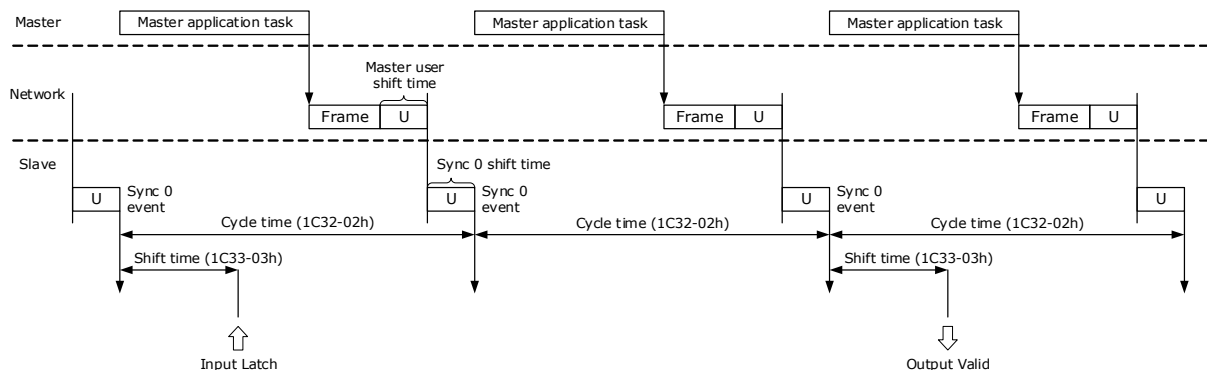 Master
Master application task
Master application task
Master application task
Master user
shift time
Network
Frame
U
Frame
U
Frame
U
Slave
Sync 0 shift time
U
Sync 0
event
U
Sync 0
event
U
Sync 0
event
U
Cycle time (1C32-02h)
Cycle time (1C32-02h)
Cycle time (1C32-02h)
Shift time (1C33-03h)
Shift time (1C33-03h)
Input Latch
Output Valid